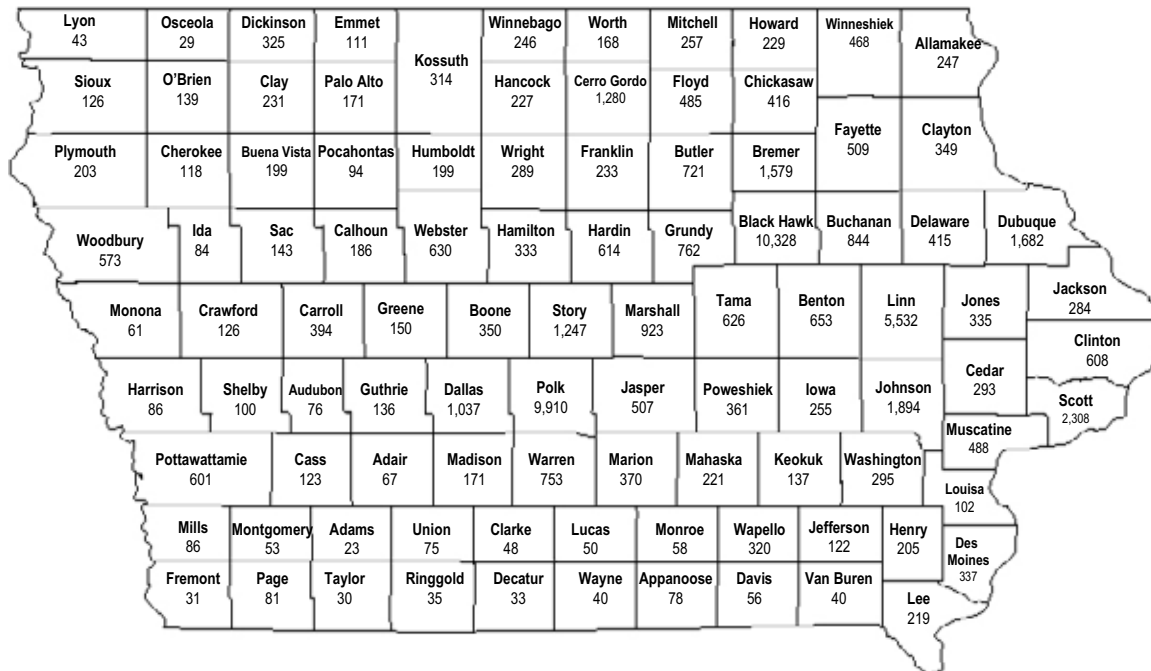 Lyon
43
Osceola
29
Dickinson
325
Emmet
111
Kossuth
314
Winnebago
246
Worth
168
Mitchell
257
Howard
229
Winneshiek
468
Allamakee
247
Sioux
126
O'Brien
139
Clay
231
Palo Alto
171
Hancock
227
Cerro Gordo
1,280
Floyd
485
Chickasaw
416
Plymouth
203
Cherokee
118
Buena Vista
199
Pocahontas
94
Humboldt
199
Wright
289
Franklin
233
Butler
721
Bremer
1,579
Fayette
509
Clayton
349
Woodbury
573
Ida
84
Sac
143
Calhoun
186
Webster
630
Hamilton
333
Hardin
614
Grundy
762
Black Hawk
10,328
Buchanan
844
Delaware
415
Dubuque
1,682
Monona
61
Crawford
126
Carroll
394
Greene
150
Boone
350
Story
1,247
Marshall
923
Tama
626
Benton
653
Linn
5,532
Jones
335
Jackson
284
Clinton
608
Harrison
86
Shelby
100
Audubon
76
Guthrie
136
Dallas
1,037
Polk
9,910
Jasper
507
Poweshiek
361
Iowa
255
Johnson
1,894
Cedar
293
Scott
2,308
Muscatine
488
Pottawattamie
601
Cass
123
Adair
67
Madison
171
Warren
753
Marion
370
Mahaska
221
Keokuk
137
Washington
295
Louisa
102
Mills
86
Montgomery
53
Adams
23
Union
75
Clarke
48
Lucas
50
Monroe
58
Wapello
320
Jefferson
122
Henry
205
Des
Moines
337
Fremont
31
Page
81
Taylor
30
Ringgold
35
Decatur
33
Wayne
40
Appanoose
78
Davis
56
Van Buren
40
Lee
219